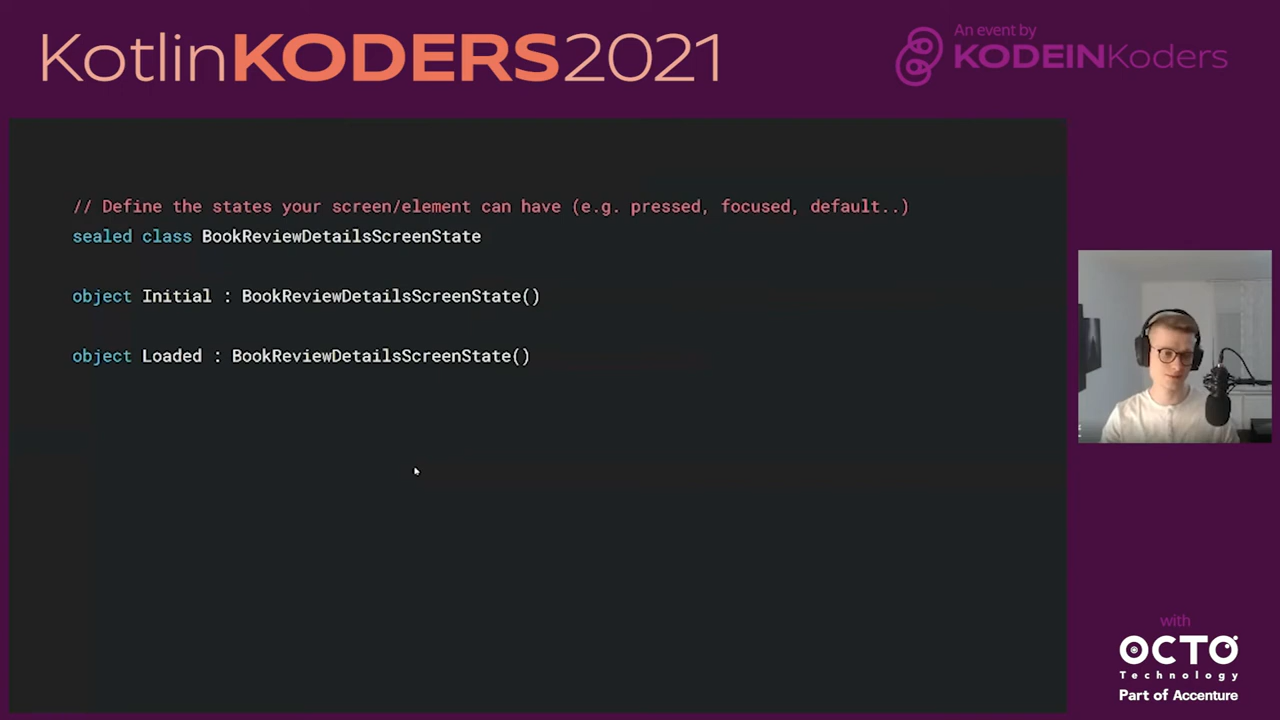 KotlinKODERS2021
An event by
KODEINKoders
// Define the states your screen/element can have (e.g. pressed, focused, default..)
sealed class BookReviewDetailsScreenState
object Initial : BookReviewDetailsScreenState()
object Loaded : BookReviewDetailsScreenState()
with
OCTO
Technology
Part of Accenture